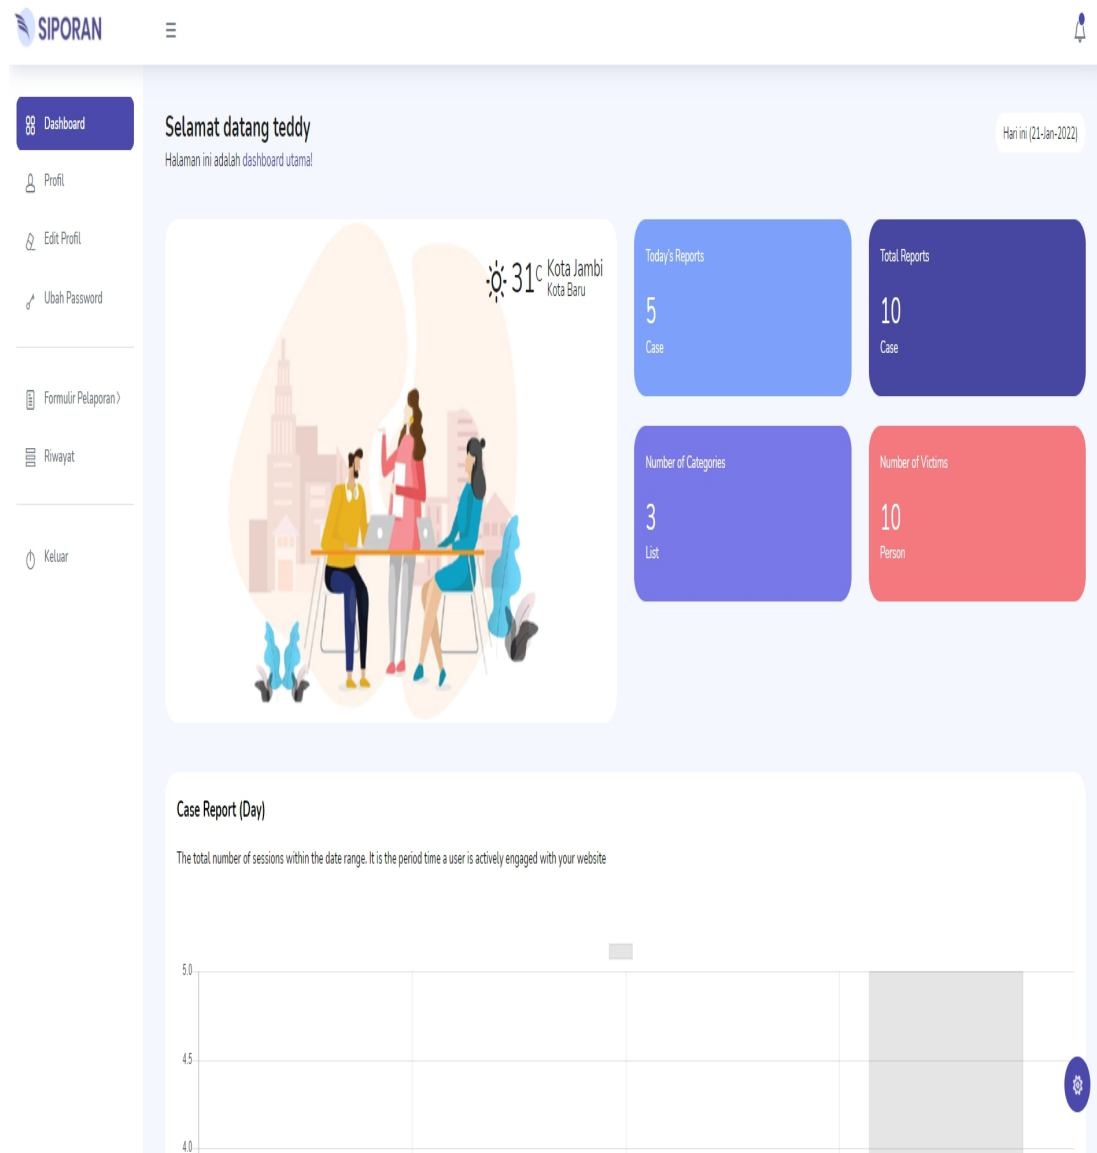 SIPORAN
Dashboard
Profil
Edit Profil
Ubah Password
Formulir Pelaporan
Riwayat
Keluar
Selamat datang teddy
Halaman ini adalah dashboard utama!
Hari ini (21-Jan-2022)
31C Kota Jambi
Kota Baru
Today's Reports
5
Case
Total Reports
10
Case
Number of Categories
3
List
Number of Victims
10
Person
Case Report (Day)
The total number of sessions within the date range. It is the period time a user is actively engaged with your website
5.0
4.5
4.0